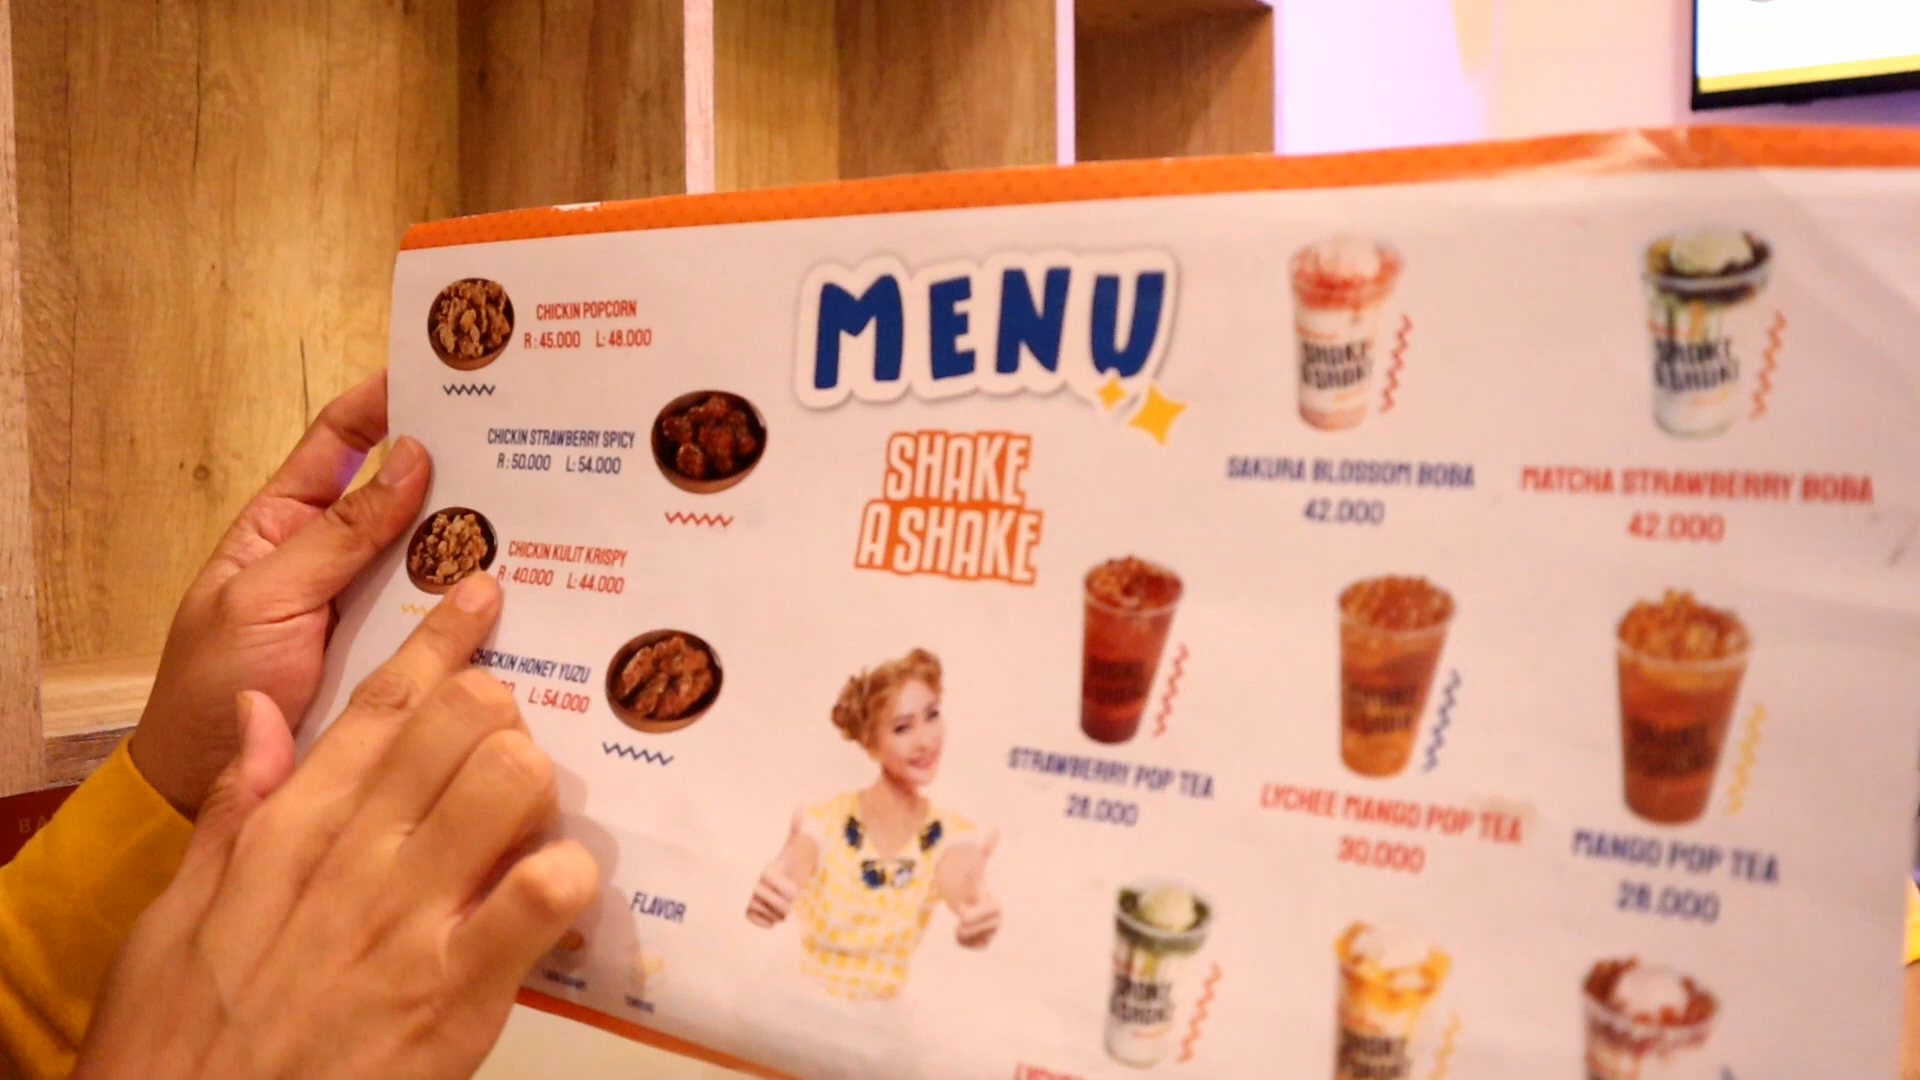 MENU
SHAKE
A SHAKE
CHICKIN POPCORN
R: 45.000 L: 48.000
CHICKIN STRAWBERRY SPICY
R: 50.000 L: 54.000
CHICKIN KULIT KRISPY
R: 40.000 L: 44.000
CHICKIN HONEY YUZU
L: 54.000
FLAVOR
SAKURA BLOSSOM BOBA
42.000
MATCHA STRAWBERRY BOBA
42.000
STRAWBERRY POP TEA
28.000
LYCHEE MANGO POP TEA
30.000
MANGO POP TEA
28.000